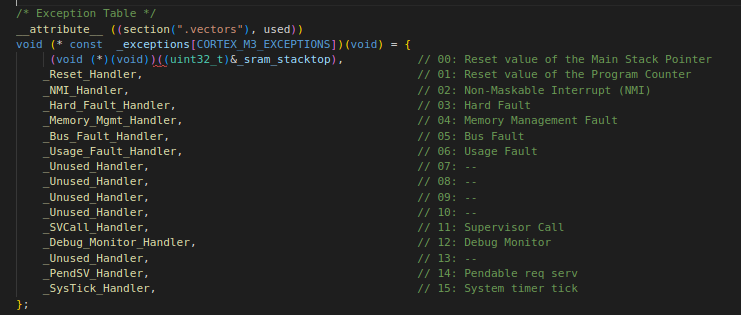 /* Exception Table */
__attribute__ ((section(".vectors"), used))
void (* const  _exceptions[CORTEX_M3_EXCEPTIONS])(void) = {
    (void (*)(void))((uint32_t)&_sram_stacktop),           // 00: Reset value of the Main Stack Pointer
    _Reset_Handler,                                         // 01: Reset value of the Program Counter
    _NMI_Handler,                                           // 02: Non-Maskable Interrupt (NMI)
    _Hard_Fault_Handler,                                    // 03: Hard Fault
    _Memory_Mgmt_Handler,                                   // 04: Memory Management Fault
    _Bus_Fault_Handler,                                     // 05: Bus Fault
    _Usage_Fault_Handler,                                   // 06: Usage Fault
    _Unused_Handler,                                        // 07: --
    _Unused_Handler,                                        // 08: --
    _Unused_Handler,                                        // 09: --
    _Unused_Handler,                                        // 10: --
    _SVCall_Handler,                                        // 11: Supervisor Call
    _Debug_Monitor_Handler,                                 // 12: Debug Monitor
    _Unused_Handler,                                        // 13: --
    _PendSV_Handler,                                        // 14: Pendable req serv
    _SysTick_Handler,                                       // 15: System timer tick
};